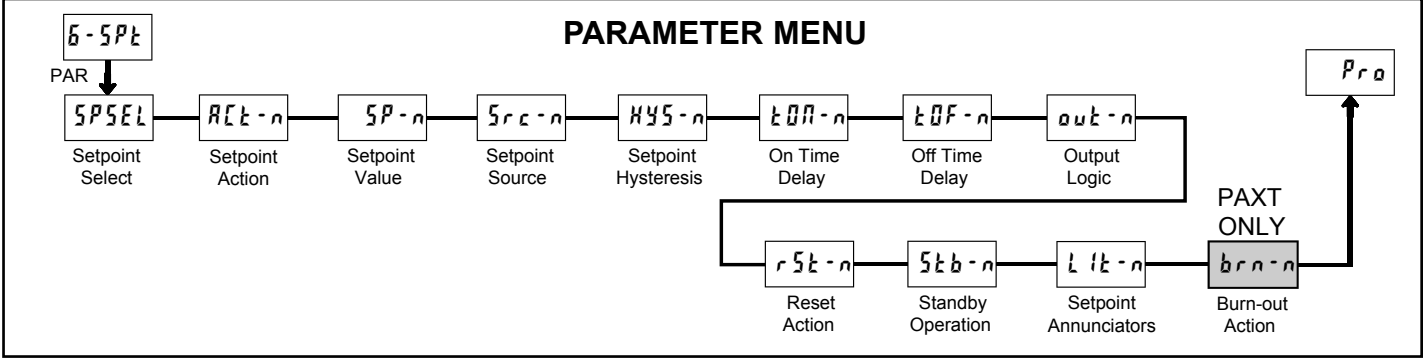 PARAMETER MENU
6-SPt
PAR
Pro
SPSEL
ACt-n
SP-n
Src-n
HYS-n
tON-n
tOF-n
out-n
Setpoint
Select
Setpoint
Action
Setpoint
Value
Setpoint
Source
Setpoint
Hysteresis
On Time
Delay
Off Time
Delay
Output
Logic
PAXT
ONLY
rSt-n
Stb-n
LIt-n
brn-n
Reset
Action
Standby
Operation
Setpoint
Annunciators
Burn-out
Action